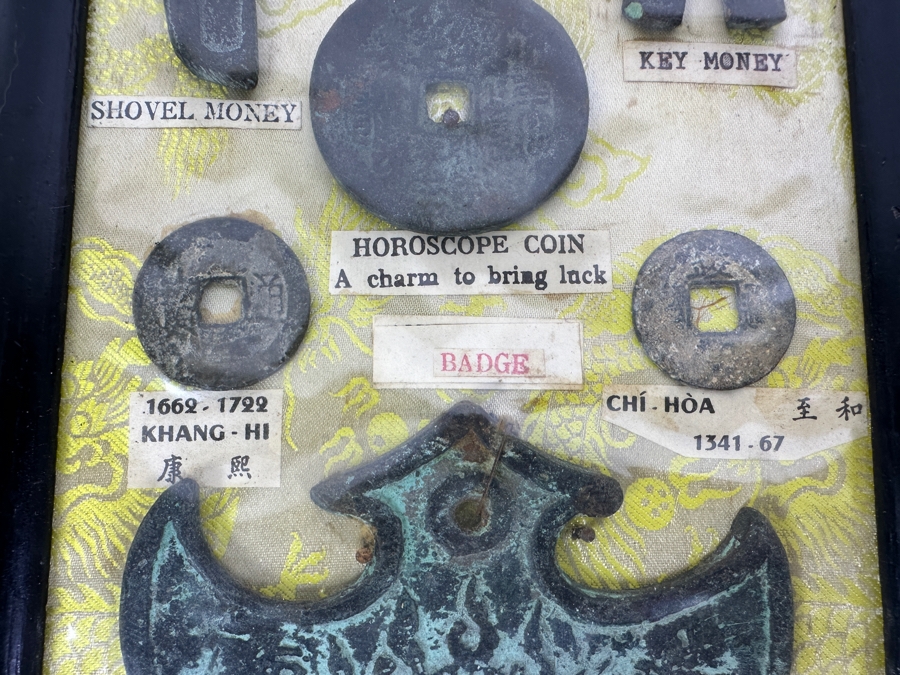 SHOVEL MONEY
KEY MONEY
HOROSCOPE COIN
A charm to bring luck
BADGE
1662 - 1722
KHANG - HI
康 熙
CHÍ - HÒA 至 和
1341 - 67
通